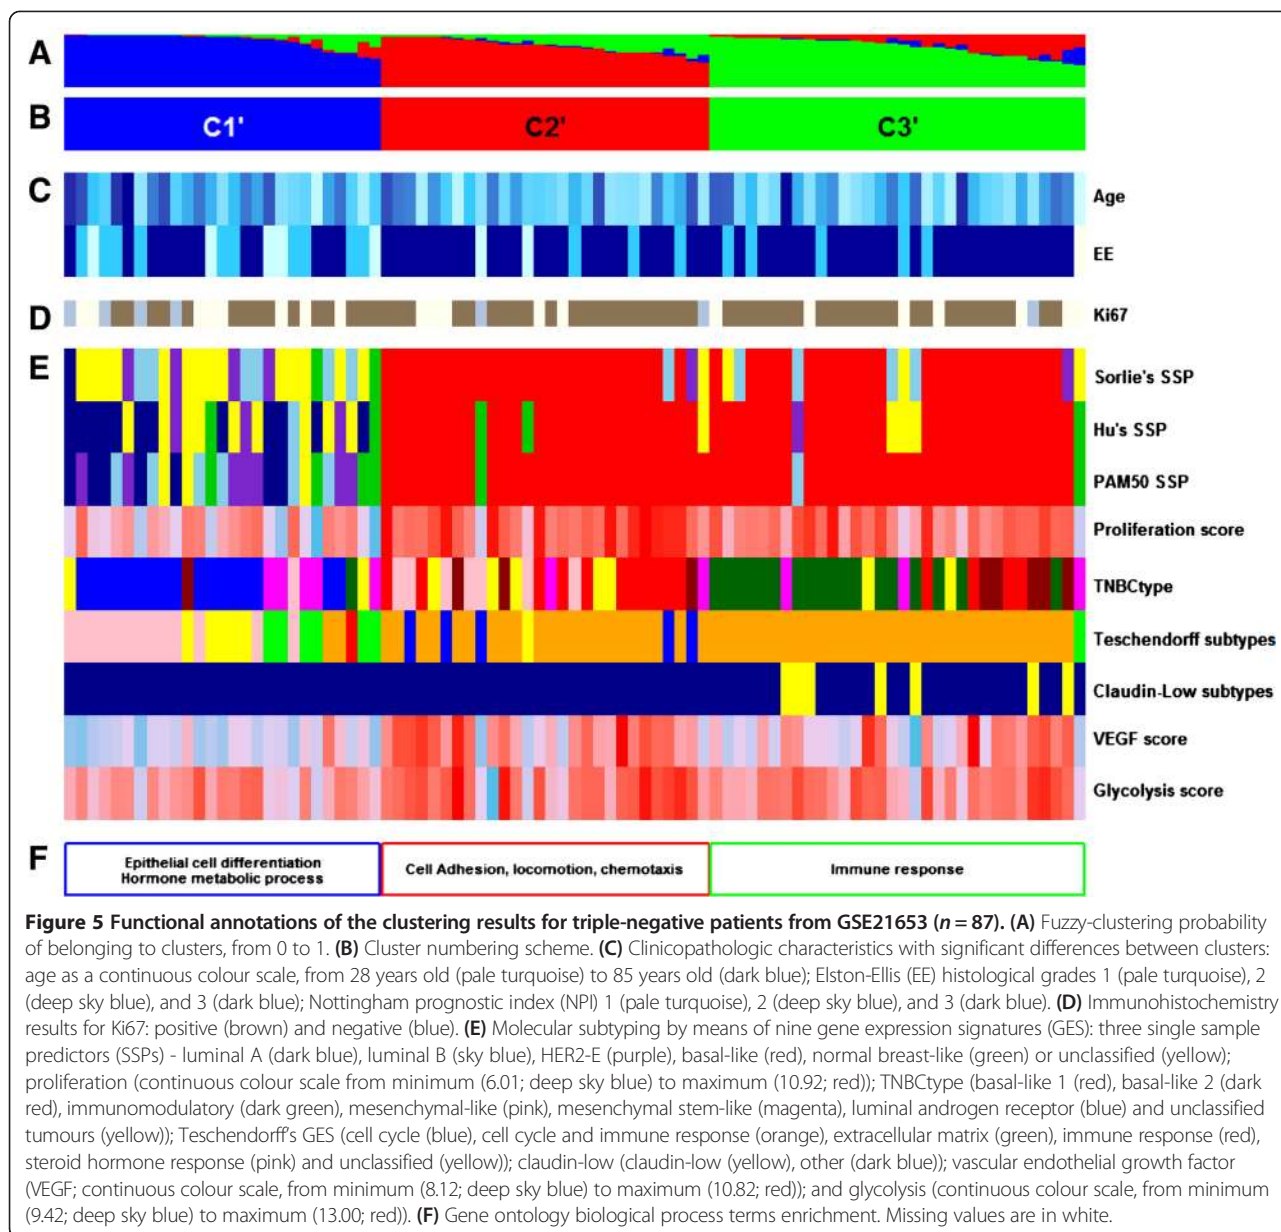 A
B
C1'
C2'
C3'
C
Age
EE
D
Ki67
E
Sorlie's SSP
Hu's SSP
PAM50 SSP
Proliferation score
TNBCtype
Teschendorff subtypes
Claudin-Low subtypes
VEGF score
Glycolysis score
F
Epithelial cell differentiation
Hormone metabolic process
Cell Adhesion, locomotion, chemotaxis
Immune response
Figure 5 Functional annotations of the clustering results for triple-negative patients from GSE21653 (n = 87). (A) Fuzzy-clustering probability
of belonging to clusters, from 0 to 1. (B) Cluster numbering scheme. (C) Clinicopathologic characteristics with significant differences between clusters:
age as a continuous colour scale, from 28 years old (pale turquoise) to 85 years old (dark blue); Elston-Ellis (EE) histological grades 1 (pale turquoise), 2
(deep sky blue), and 3 (dark blue); Nottingham prognostic index (NPI) 1 (pale turquoise), 2 (deep sky blue), and 3 (dark blue). (D) Immunohistochemistry
results for Ki67: positive (brown) and negative (blue). (E) Molecular subtyping by means of nine gene expression signatures (GES): three single sample
predictors (SSPs) - luminal A (dark blue), luminal B (sky blue), HER2-E (purple), basal-like (red), normal breast-like (green) or unclassified (yellow);
proliferation (continuous colour scale from minimum (6.01; deep sky blue) to maximum (10.92; red)); TNBCtype (basal-like 1 (red), basal-like 2 (dark
red), immunomodulatory (dark green), mesenchymal-like (pink), mesenchymal stem-like (magenta), luminal androgen receptor (blue) and unclassified
tumours (yellow)); Teschendorff's GES (cell cycle (blue), cell cycle and immune response (orange), extracellular matrix (green), immune response (red),
steroid hormone response (pink) and unclassified (yellow)); claudin-low (claudin-low (yellow), other (dark blue)); vascular endothelial growth factor
(VEGF; continuous colour scale, from minimum (8.12; deep sky blue) to maximum (10.82; red)); and glycolysis (continuous colour scale, from minimum
(9.42; deep sky blue) to maximum (13.00; red)). (F) Gene ontology biological process terms enrichment. Missing values are in white.